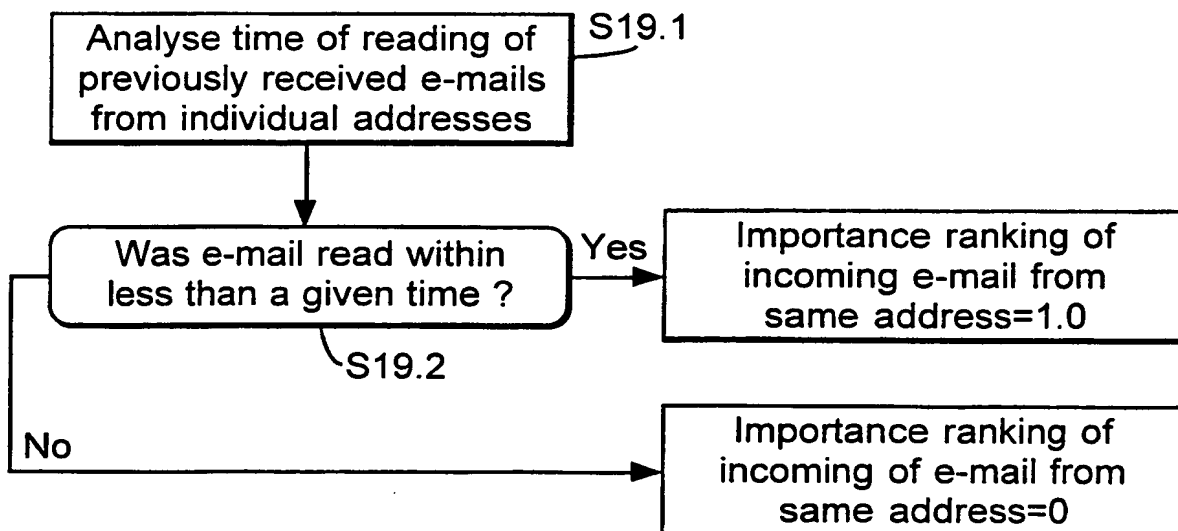 Analyse time of reading of
previously received e-mails
from individual addresses
S19.1
Was e-mail read within
less than a given time ?
S19.2
Yes
Importance ranking of
incoming e-mail from
same address=1.0
No
Importance ranking of
incoming of e-mail from
same address=0